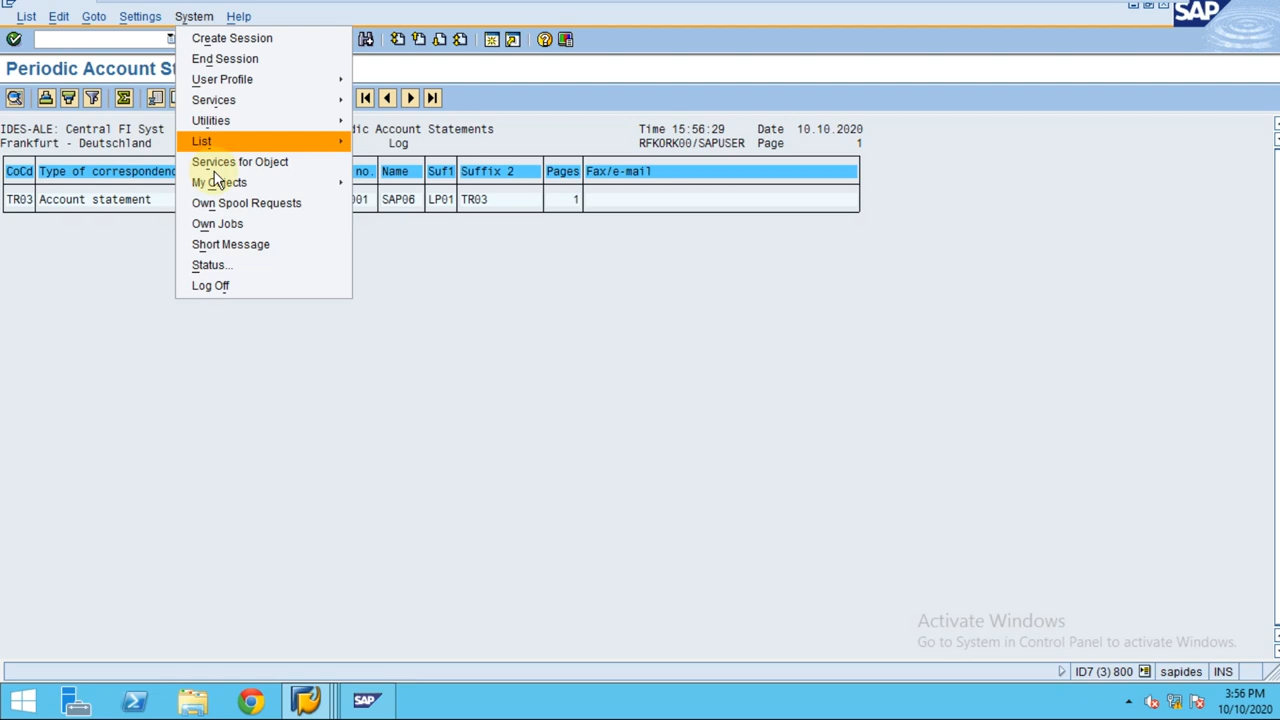 List Edit Goto Settings System Help
SAP
Create Session
End Session
User Profile
Services
Utilities
List
Services for Object
My Objects
Own Spool Requests
Own Jobs
Short Message
Status...
Log Off
Periodic Account St
IDES-ALE: Central FI Syst dic Account Statements Time 15:56:29 Date 10.10.2020
Frankfurt - Deutschland Log RFKORK00/SAPUSER Page 1
CoCd Type of correspondenc no. Name Suf1 Suffix 2 Pages Fax/e-mail
TR03 Account statement 001 SAP06 LP01 TR03 1
Activate Windows
Go to System in Control Panel to activate Windows.
ID7 (3) 800 sapides INS
SAP
3:56 PM
10/10/2020